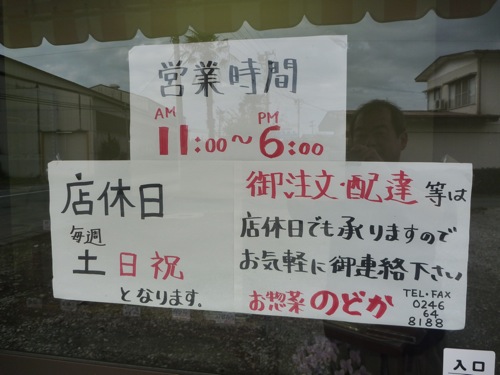 営業時間
AM 11:00～PM 6:00
店休日
毎週
土日祝
となります.
御注文・配達等は
店休日でも承りますので
お気軽に御連絡下さい
お惣菜のどか
TEL・FAX
0246
64
8188
入口